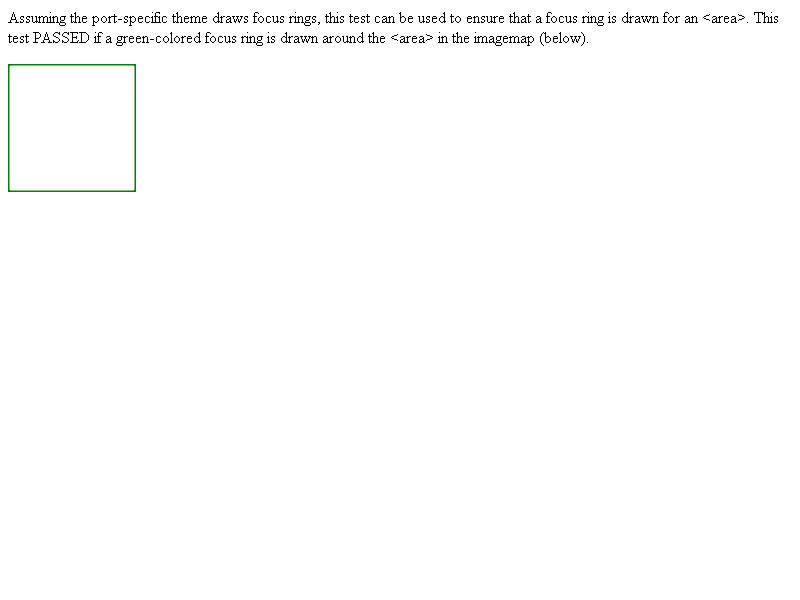 Assuming the port-specific theme draws focus rings, this test can be used to ensure that a focus ring is drawn for an <area>. This
test PASSED if a green-colored focus ring is drawn around the <area> in the imagemap (below).